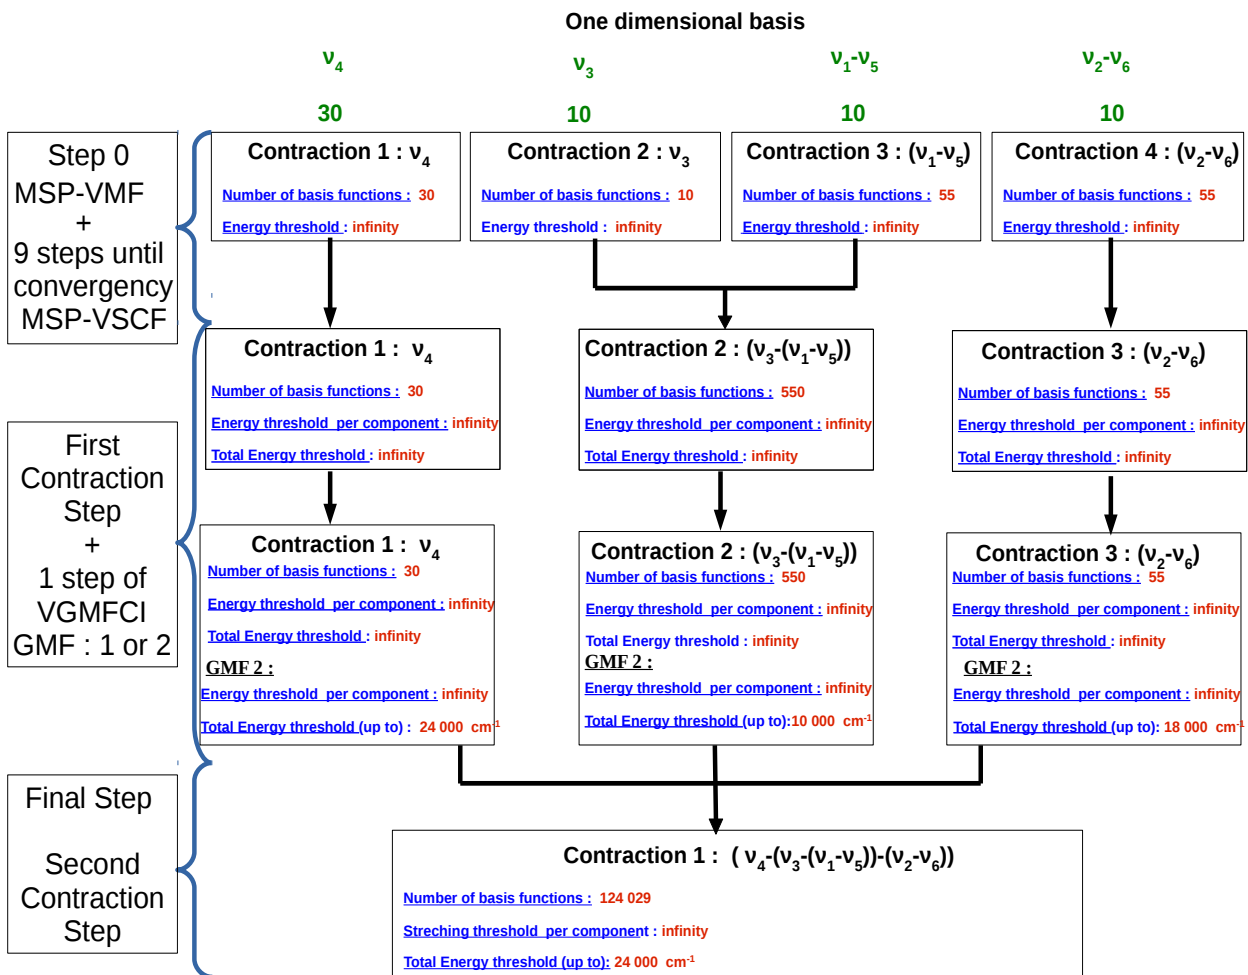 One dimensional basis
ν4 ν3 ν1-ν5 ν2-ν6
30 10 10 10
Step 0
MSP-VMF
+
9 steps until
convergency
MSP-VSCF
Contraction 1 : ν4
Number of basis functions : 30
Energy threshold : infinity
Contraction 2 : ν3
Number of basis functions : 10
Energy threshold : infinity
Contraction 3 : (ν1-ν5)
Number of basis functions : 55
Energy threshold : infinity
Contraction 4 : (ν2-ν6)
Number of basis functions : 55
Energy threshold : infinity
First
Contraction
Step
+
1 step of
VGMFCI
GMF : 1 or 2
Contraction 1 : ν4
Number of basis functions : 30
Energy threshold per component : infinity
Total Energy threshold : infinity
Contraction 2 : (ν3-(ν1-ν5))
Number of basis functions : 550
Energy threshold per component : infinity
Total Energy threshold : infinity
Contraction 3 : (ν2-ν6)
Number of basis functions : 55
Energy threshold per component : infinity
Total Energy threshold : infinity
Contraction 1 : ν4
Number of basis functions : 30
Energy threshold per component : infinity
Total Energy threshold : infinity
GMF 2 :
Energy threshold per component : infinity
Total Energy threshold (up to) : 24 000 cm-1
Contraction 2 : (ν3-(ν1-ν5))
Number of basis functions : 550
Energy threshold per component : infinity
Total Energy threshold : infinity
GMF 2 :
Energy threshold per component : infinity
Total Energy threshold (up to):10 000 cm-1
Contraction 3 : (ν2-ν6)
Number of basis functions : 55
Energy threshold per component : infinity
Total Energy threshold : infinity
GMF 2 :
Energy threshold per component : infinity
Total Energy threshold (up to): 18 000 cm-1
Final Step
Second
Contraction
Step
Contraction 1 : ( ν4-(ν3-(ν1-ν5))-(ν2-ν6))
Number of basis functions : 124 029
Streching threshold per component : infinity
Total Energy threshold (up to): 24 000 cm-1